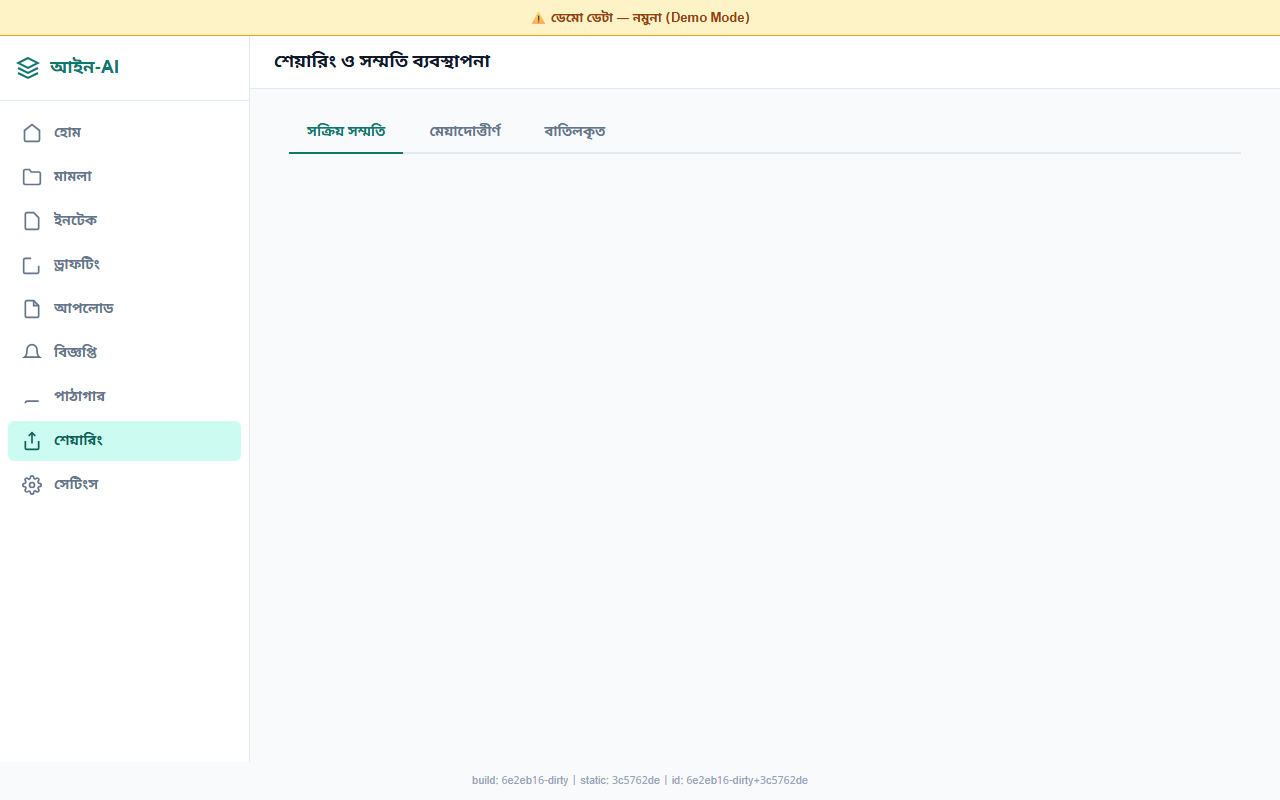 ⚠️ ডেমো ডেটা — নমুনা (Demo Mode)
আইন-AI
শেয়ারিং ও সম্মতি ব্যবস্থাপনা
হোম
মামলা
ইনটেক
ড্রাফটিং
আপলোড
বিজ্ঞপ্তি
পাঠাগার
শেয়ারিং
সেটিংস
সক্রিয় সম্মতি
মেয়াদোত্তীর্ণ
বাতিলকৃত
build: 6e2eb16-dirty | static: 3c5762de | id: 6e2eb16-dirty+3c5762de